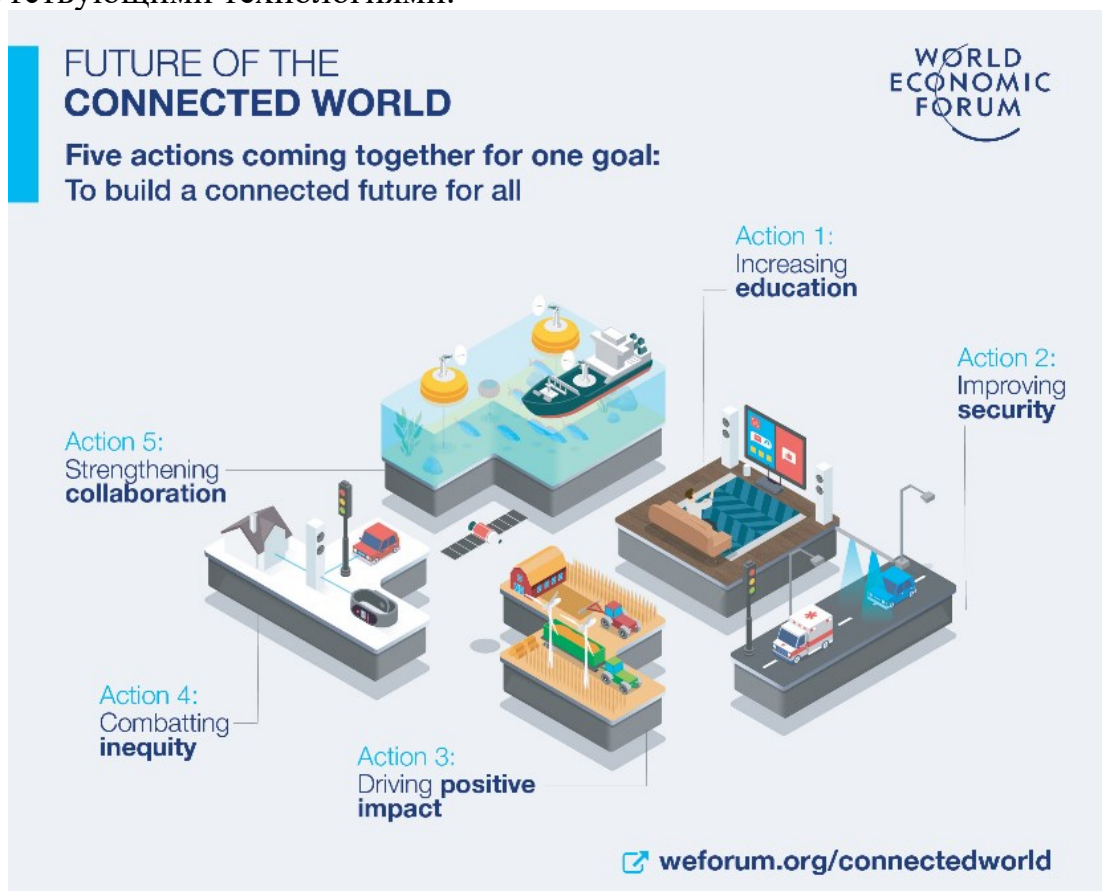 твующими технологиями.
FUTURE OF THE
CONNECTED WORLD
WORLD
ECONOMIC
FORUM
Five actions coming together for one goal:
To build a connected future for all
Action 1:
Increasing
education
Action 2:
Improving
security
Action 5:
Strengthening
collaboration
Action 4:
Combatting
inequity
Action 3:
Driving positive
impact
weforum.org/connectedworld